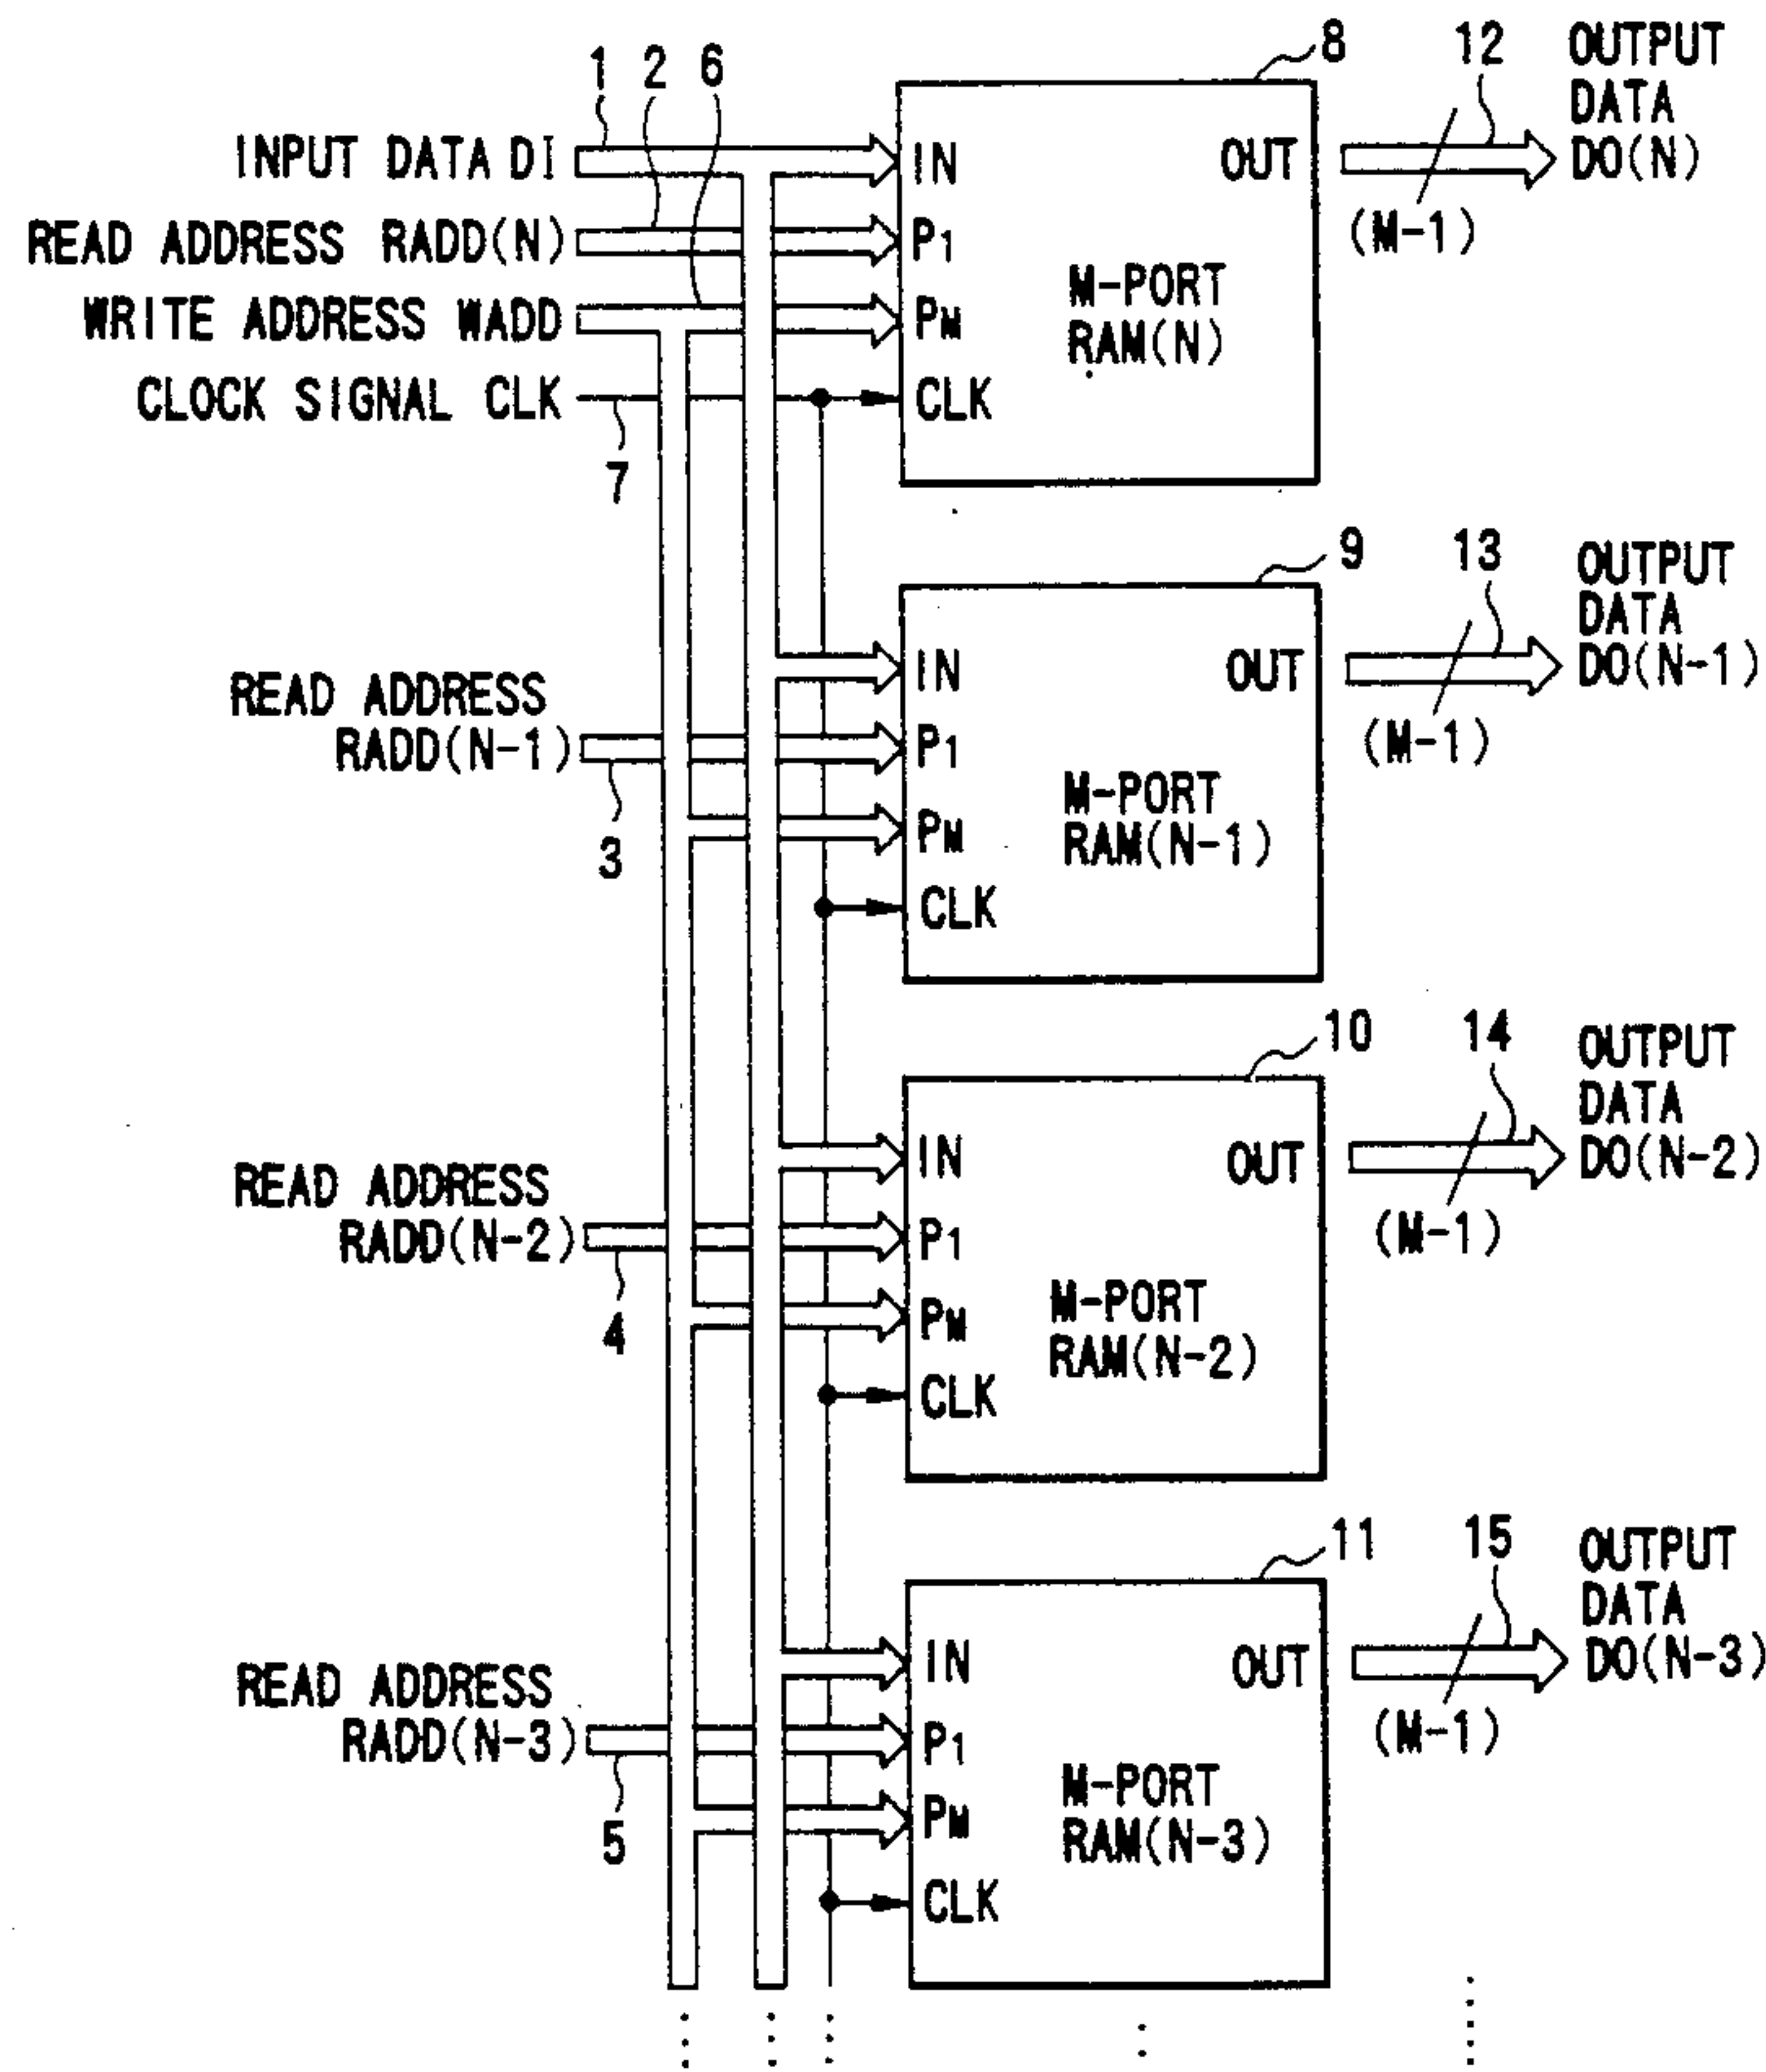 8
12
OUTPUT
DATA
DO(N)
(M-1)
1
2
6
INPUT DATA DI
READ ADDRESS RADD(N)
WRITE ADDRESS WADD
CLOCK SIGNAL CLK
7
IN
P1
PM
CLK
OUT
M-PORT
RAM(N)
9
13
OUTPUT
DATA
DO(N-1)
(M-1)
READ ADDRESS
RADD(N-1)
3
IN
P1
PM
CLK
OUT
M-PORT
RAM(N-1)
10
14
OUTPUT
DATA
DO(N-2)
(M-1)
READ ADDRESS
RADD(N-2)
4
IN
P1
PM
CLK
OUT
M-PORT
RAM(N-2)
11
15
OUTPUT
DATA
DO(N-3)
(M-1)
READ ADDRESS
RADD(N-3)
5
IN
P1
PM
CLK
OUT
M-PORT
RAM(N-3)